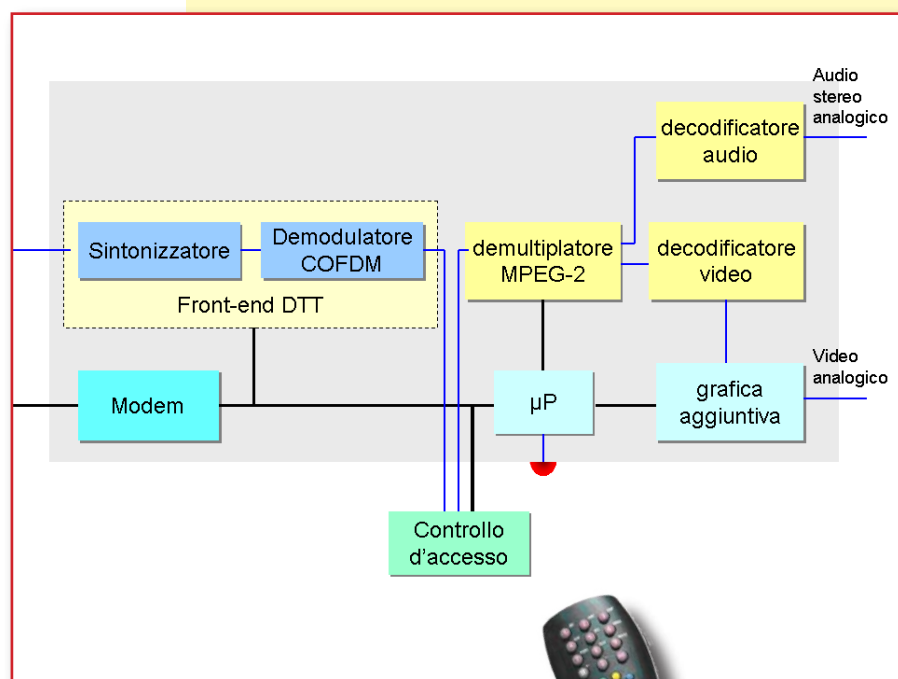 Audio
stereo
analogico
decodificatore
audio
Sintonizzatore
Demodulatore
COFDM
demultiplatore
MPEG-2
decodificatore
video
Front-end DTT
Video
analogico
Modem
µP
grafica
aggiuntiva
Controllo
d’accesso